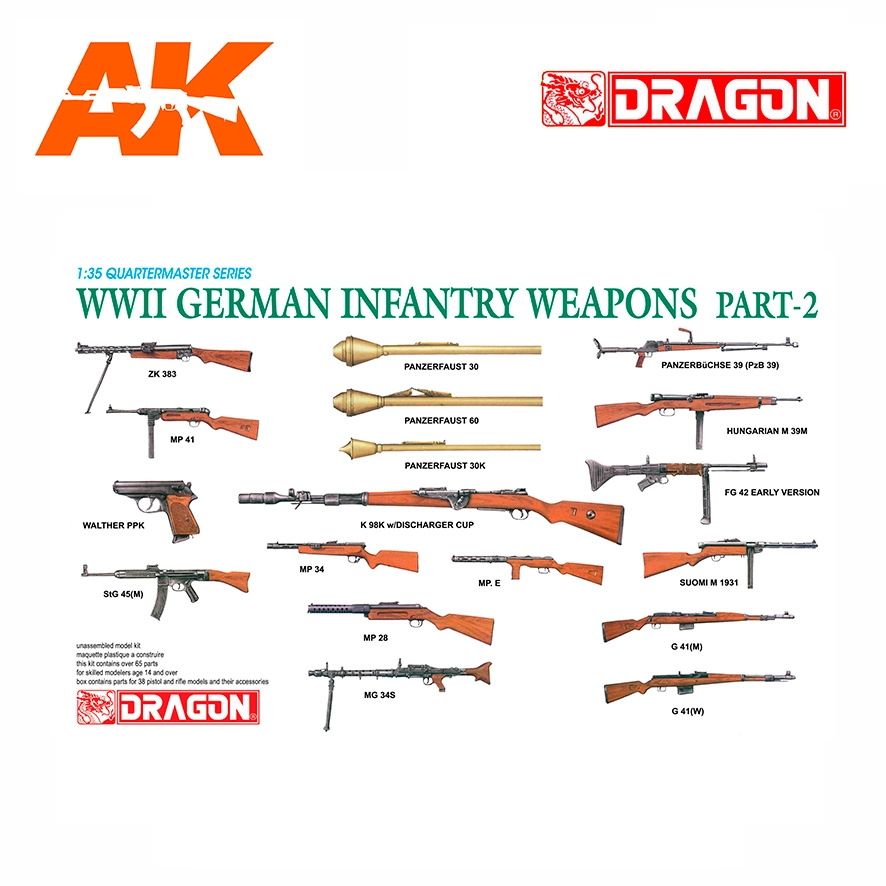 AK
DRAGON®
1:35 QUARTERMASTER SERIES
WWII GERMAN INFANTRY WEAPONS PART-2
ZK 383
MP 41
WALTHER PPK
StG 45(M)
PANZERFAUST 30
PANZERFAUST 60
PANZERFAUST 30K
K 98K w/DISCHARGER CUP
MP 34
MP. E
MP 28
MG 34S
PANZERBüCHSE 39 (PzB 39)
HUNGARIAN M 39M
FG 42 EARLY VERSION
SUOMI M 1931
G 41(M)
G 41(W)
unassembled model kit
maquette plastique a construire
this kit contains over 65 parts
for skilled modelers age 14 and over
box contains parts for 38 pistol and rifle models and their accessories
DRAGON®